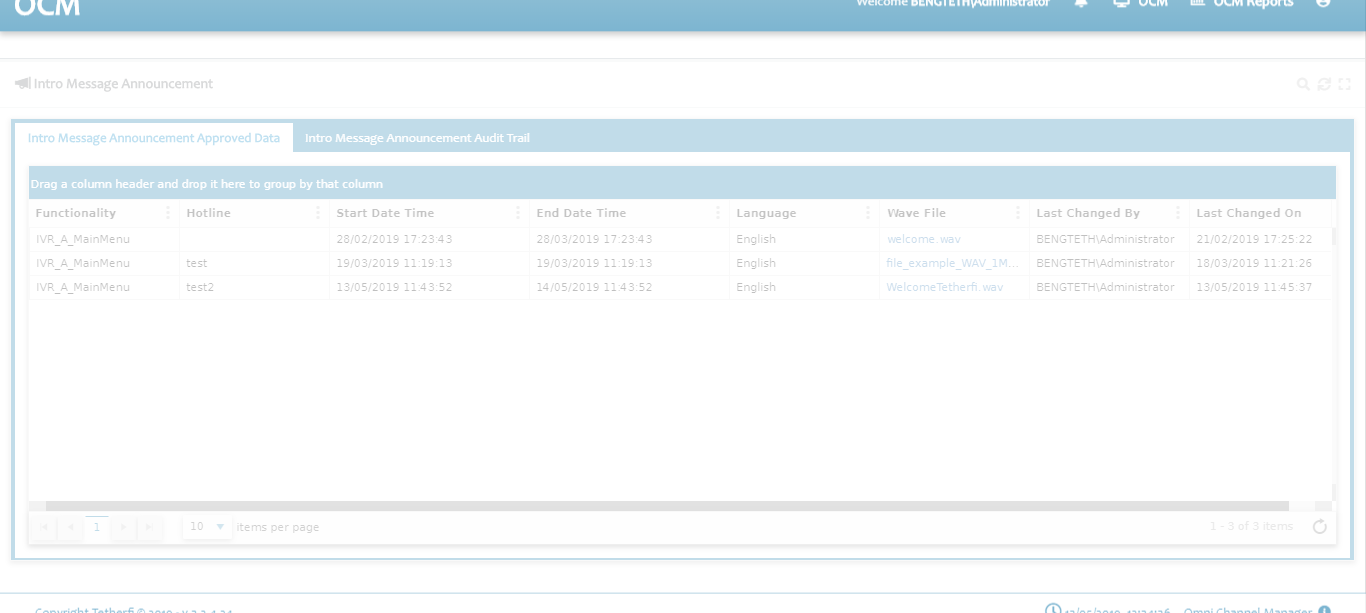 OCM
Welcome BENGTETH\Administrator OCM OCM Reports
Intro Message Announcement
Intro Message Announcement Approved Data Intro Message Announcement Audit Trail
Drag a column header and drop it here to group by that column
Functionality Hotline Start Date Time End Date Time Language Wave File Last Changed By Last Changed On
IVR_A_MainMenu 28/02/2019 17:23:43 28/03/2019 17:23:43 English welcome.wav BENGTETH\Administrator 21/02/2019 17:25:22
IVR_A_MainMenu test 19/03/2019 11:19:13 19/03/2019 11:19:13 English file_example_WAV_1M... BENGTETH\Administrator 18/03/2019 11:21:26
IVR_A_MainMenu test2 13/05/2019 11:43:52 14/05/2019 11:43:52 English WelcomeTetherfi.wav BENGTETH\Administrator 13/05/2019 11:45:37
1 10 items per page 1 - 3 of 3 items
Copyright Tetherfi © 2019 Omni Channel Manager